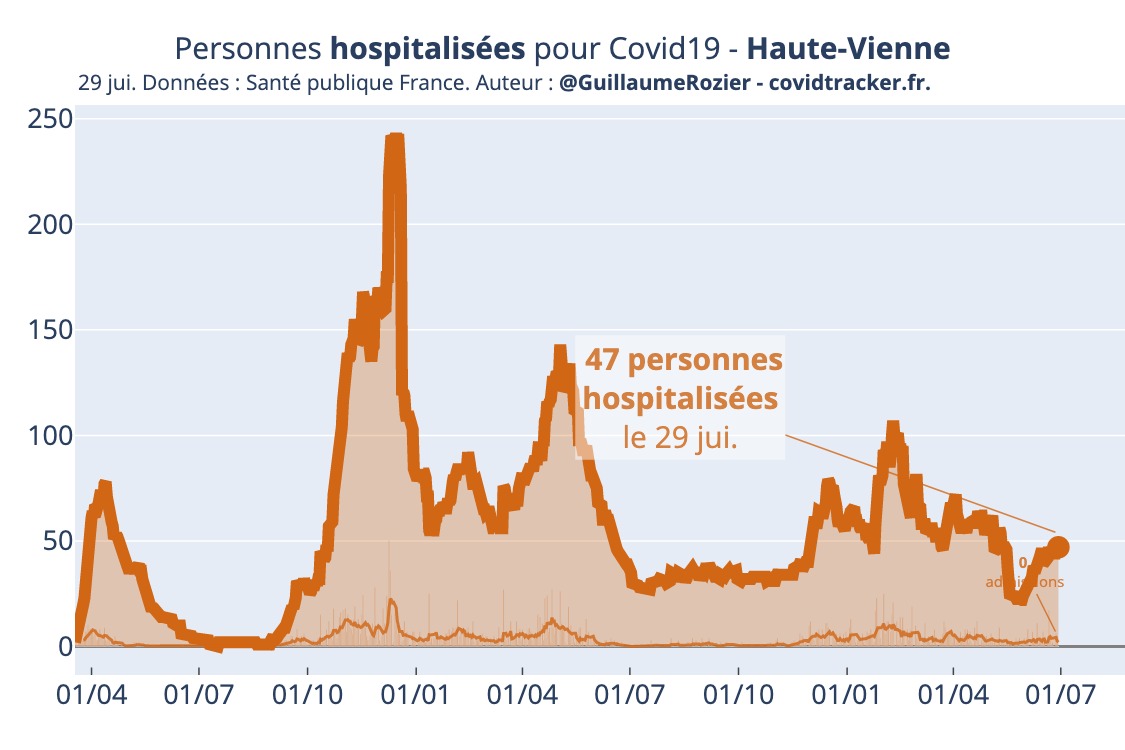 Personnes hospitalisées pour Covid19 - Haute-Vienne
29 jui. Données : Santé publique France. Auteur : @GuillaumeRozier - covidtracker.fr.
250
200
150
100
50
0
47 personnes
hospitalisées
le 29 jui.
0
admissions
01/04 01/07 01/10 01/01 01/04 01/07 01/10 01/01 01/04 01/07